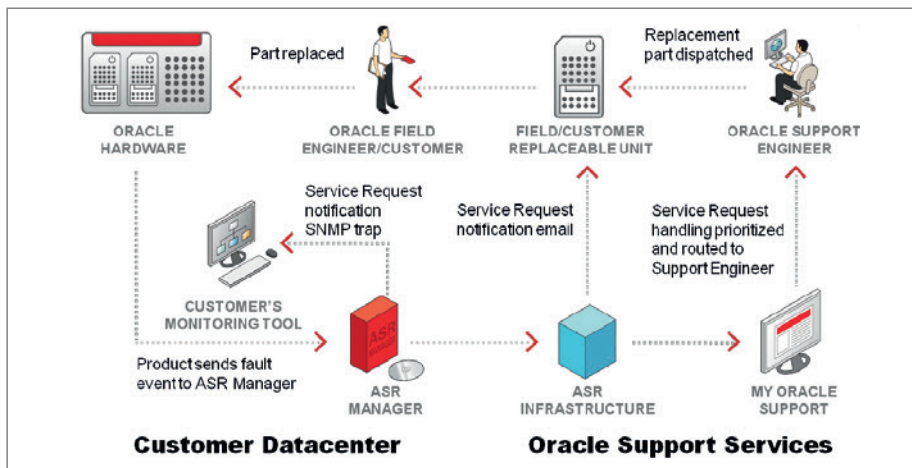 Part replaced
Replacement
part dispatched
ORACLE
HARDWARE
ORACLE FIELD
ENGINEER/CUSTOMER
FIELD/CUSTOMER
REPLACEABLE UNIT
ORACLE SUPPORT
ENGINEER
Service Request
notification
SNMP trap
Service Request
notification email
Service Request
handling prioritized
and routed to
Support Engineer
CUSTOMER'S
MONITORING TOOL
Product sends fault
event to ASR Manager
ASR
MANAGER
ASR
MANAGER
ASR
INFRASTRUCTURE
MY ORACLE
SUPPORT
Customer Datacenter
Oracle Support Services